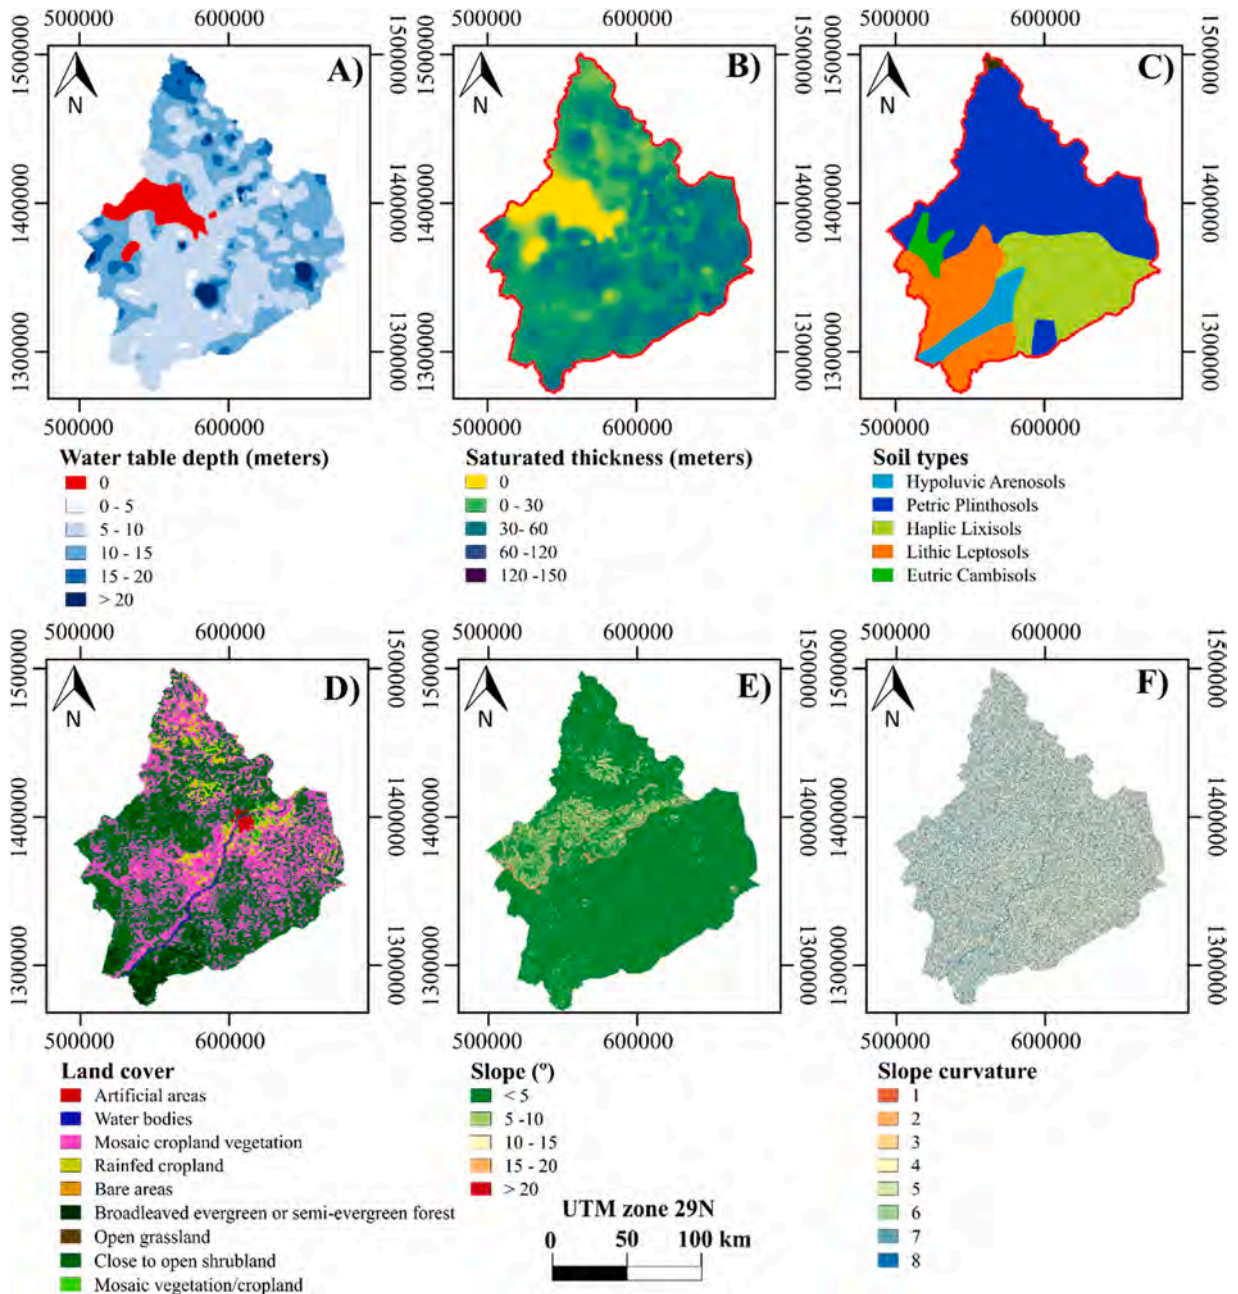 500000 600000
500000 600000
500000 600000
1500000
1400000
1300000
A)
N
1500000
1400000
1300000
B)
N
1500000
1400000
1300000
C)
N
1500000
1400000
1300000
500000 600000
500000 600000
500000 600000
Water table depth (meters)
0
0 - 5
5 - 10
10 - 15
15 - 20
> 20
Saturated thickness (meters)
0
0 - 30
30- 60
60 -120
120 -150
Soil types
Hypoluvic Arenosols
Petric Plinthosols
Haplic Lixisols
Lithic Leptosols
Eutric Cambisols
500000 600000
500000 600000
500000 600000
1500000
1400000
1300000
D)
N
1500000
1400000
1300000
E)
N
1500000
1400000
1300000
F)
N
1500000
1400000
1300000
500000 600000
500000 600000
500000 600000
Land cover
Artificial areas
Water bodies
Mosaic cropland vegetation
Rainfed cropland
Bare areas
Broadleaved evergreen or semi-evergreen forest
Open grassland
Close to open shrubland
Mosaic vegetation/cropland
Slope (º)
< 5
5 -10
10 - 15
15 - 20
> 20
UTM zone 29N
0 50 100 km
Slope curvature
1
2
3
4
5
6
7
8